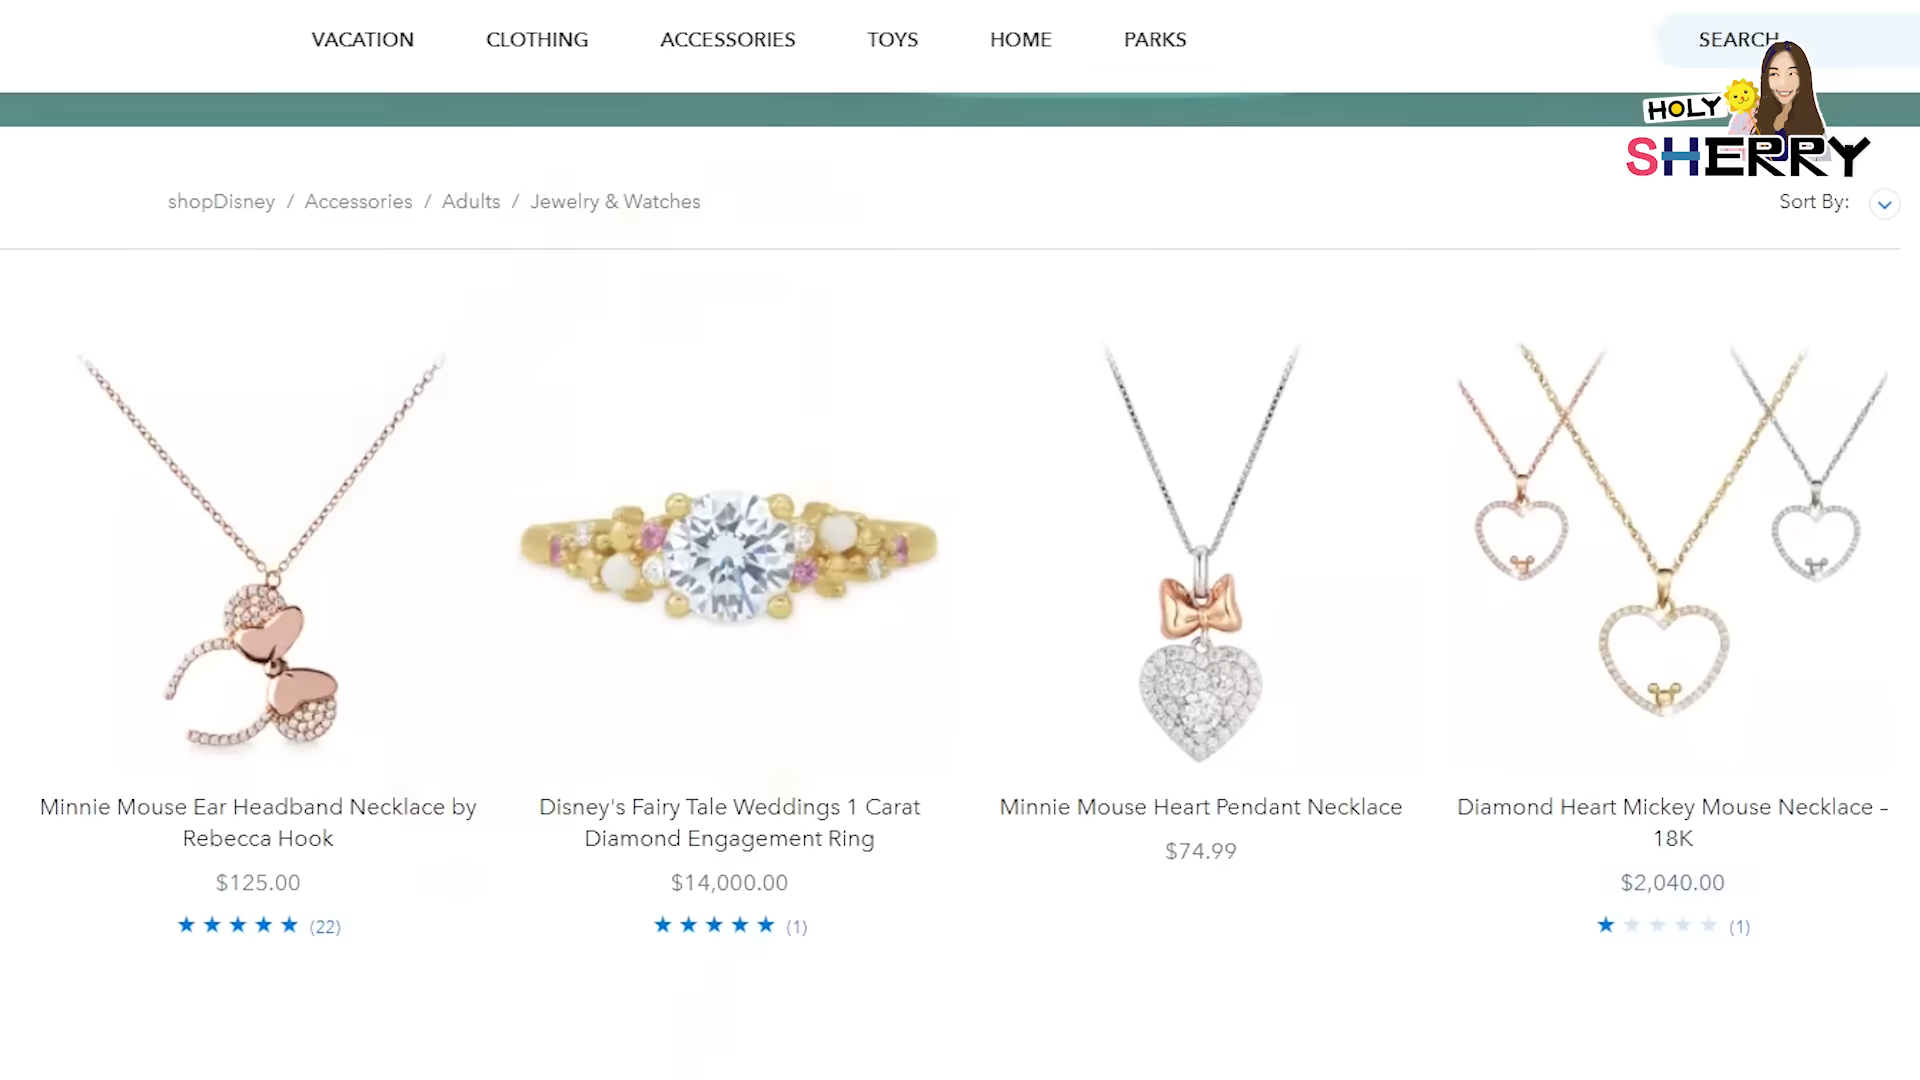 VACATION CLOTHING ACCESSORIES TOYS HOME PARKS SEARCH
HOLY
SHERRY
shopDisney / Accessories / Adults / Jewelry & Watches
Sort By:
Minnie Mouse Ear Headband Necklace by
Rebecca Hook
$125.00
(22)
Disney's Fairy Tale Weddings 1 Carat
Diamond Engagement Ring
$14,000.00
(1)
Minnie Mouse Heart Pendant Necklace
$74.99
Diamond Heart Mickey Mouse Necklace –
18K
$2,040.00
(1)